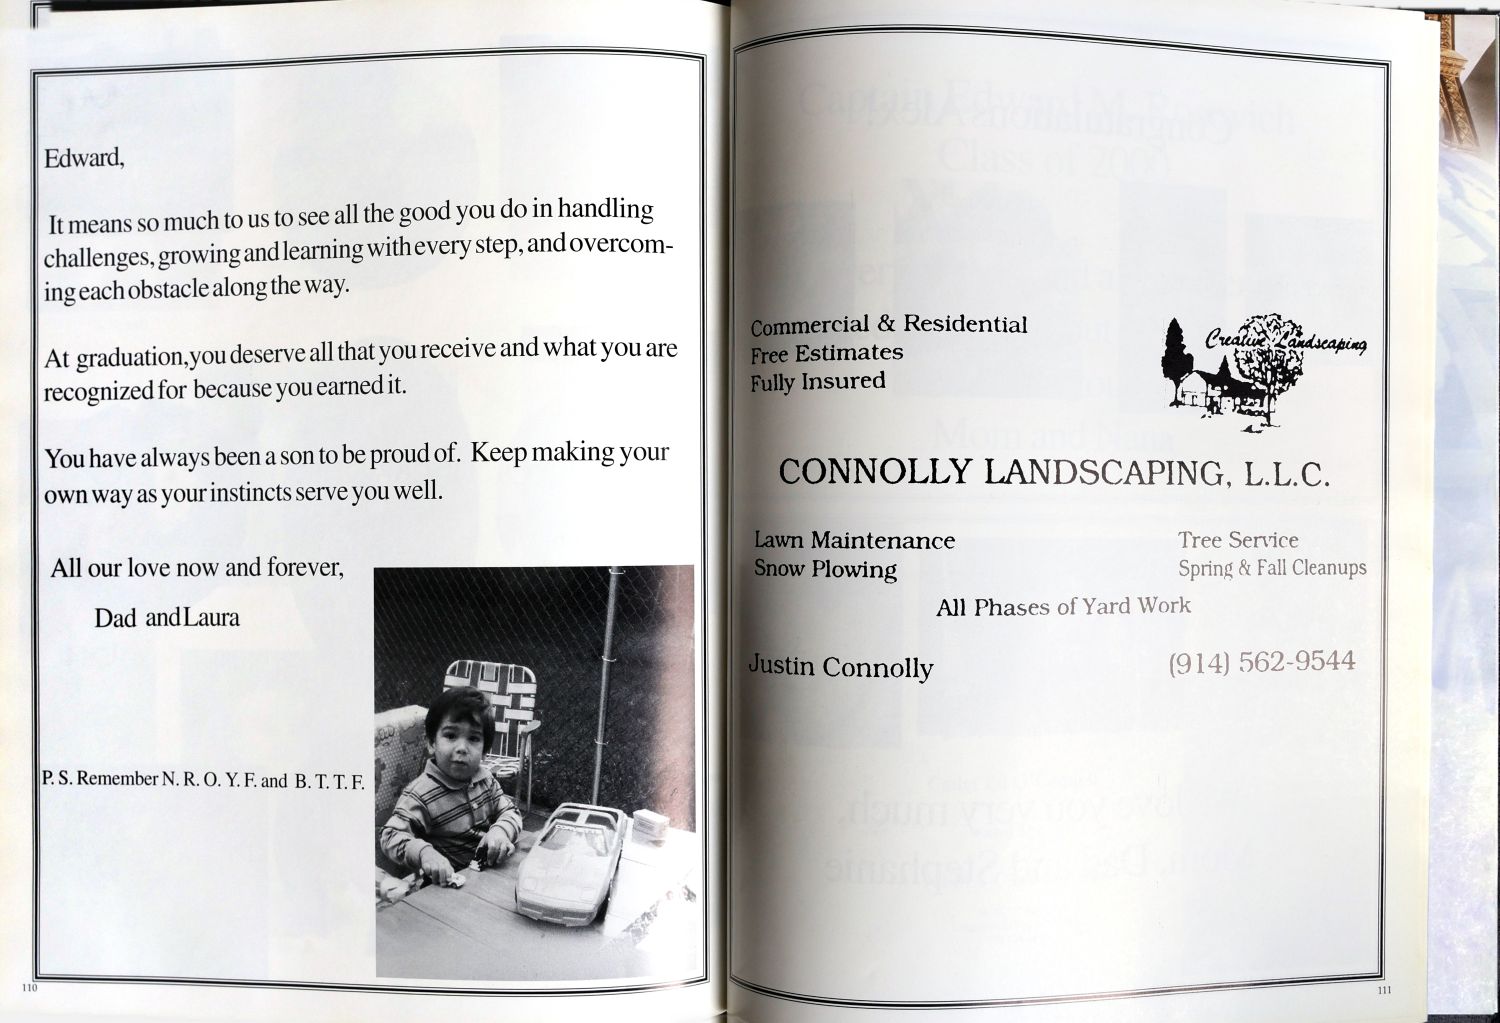 Edward,
It means so much to us to see all the good you do in handling
challenges, growing and learning with every step, and overcom-
ing each obstacle along the way.
At graduation, you deserve all that you receive and what you are
recognized for because you earned it.
You have always been a son to be proud of. Keep making your
own way as your instincts serve you well.
All our love now and forever,
Dad and Laura
P. S. Remember N. R. O. Y. F. and B. T. T. F.
110
Commercial & Residential
Free Estimates
Fully Insured
Creative Landscaping
CONNOLLY LANDSCAPING, L.L.C.
Lawn Maintenance
Snow Plowing
Tree Service
Spring & Fall Cleanups
All Phases of Yard Work
Justin Connolly
(914) 562-9544
111